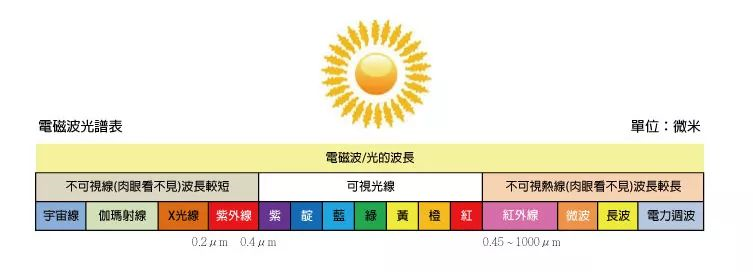 電磁波光譜表 單位：微米
電磁波/光的波長
不可視線(肉眼看不見)波長較短 可視光線 不可視熱線(肉眼看不見)波長較長
宇宙線 伽瑪射線 X光線 紫外線 紫 靛 藍 綠 黃 橙 紅 紅外線 微波 長波 電力週波
0.2μm 0.4μm 0.45~1000μm